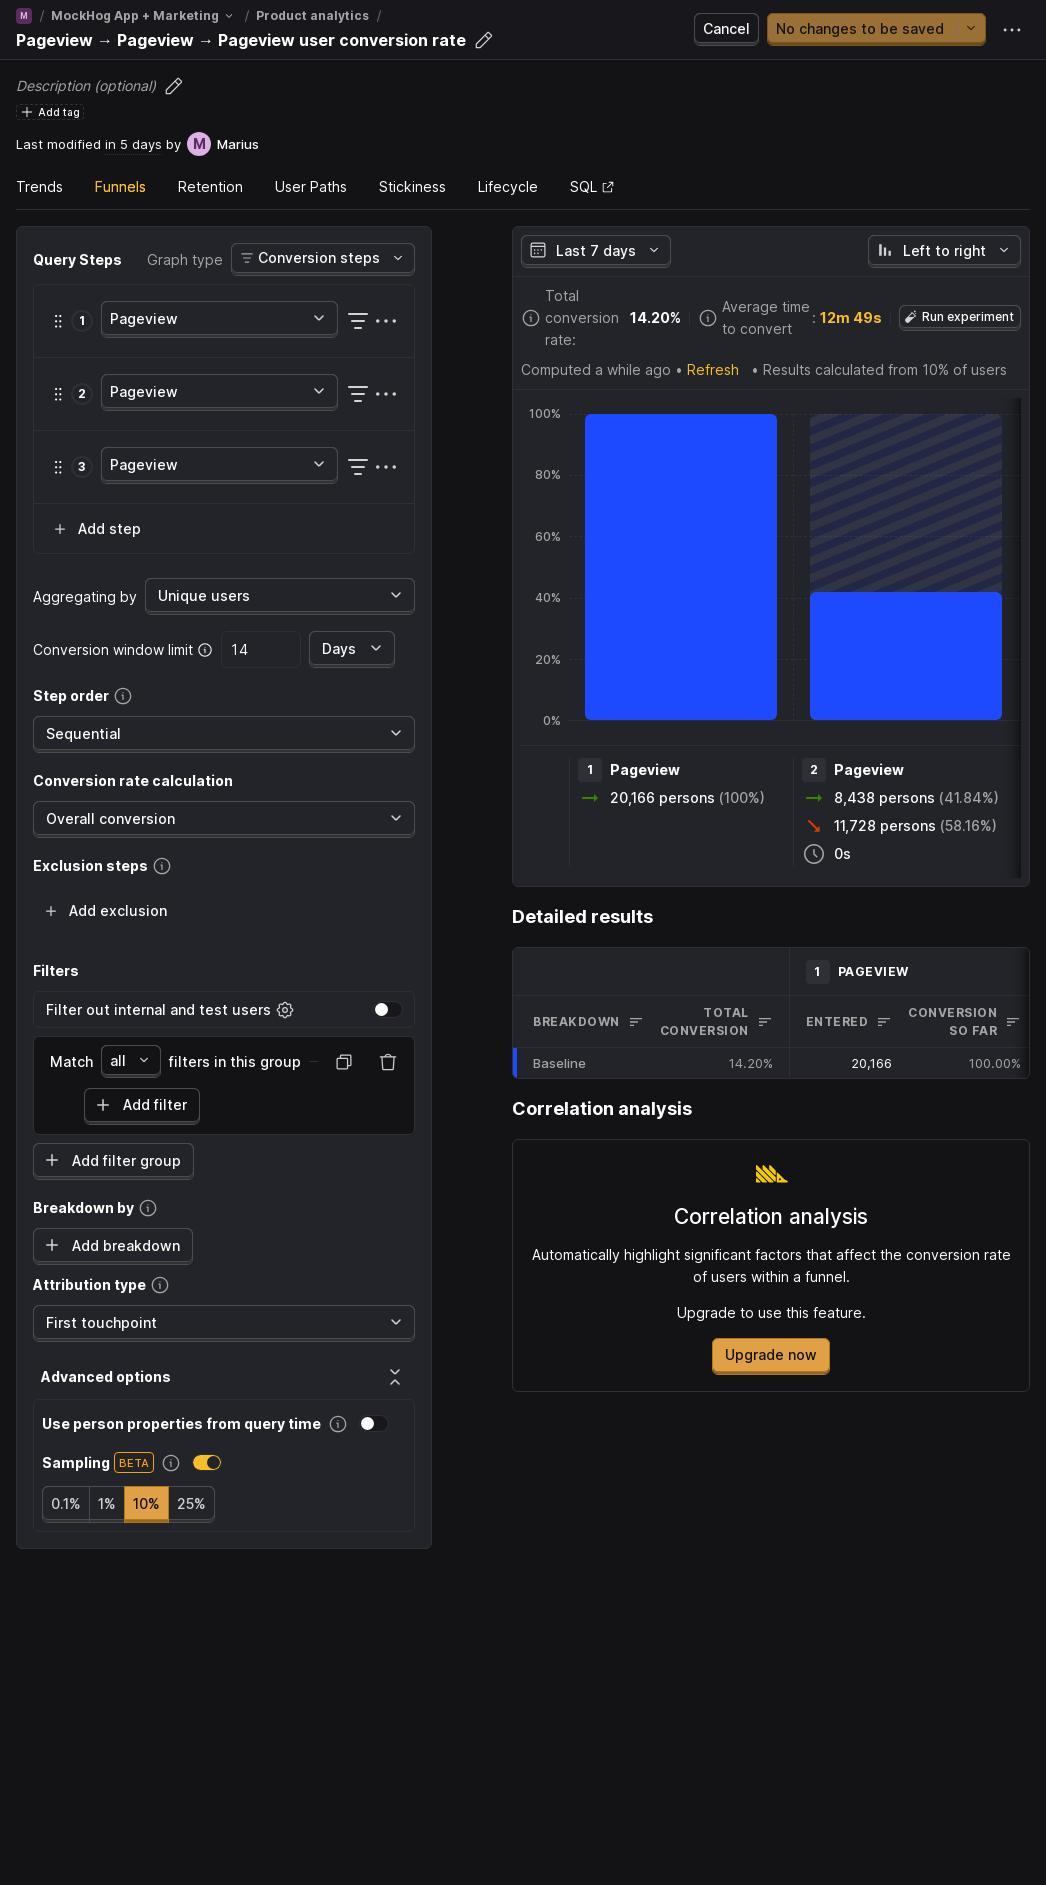 M / MockHog App + Marketing / Product analytics /
Pageview → Pageview → Pageview user conversion rate
Cancel
No changes to be saved
Description (optional)
Add tag
Last modified in 5 days by M Marius
Trends Funnels Retention User Paths Stickiness Lifecycle SQL
Query Steps Graph type Conversion steps
1 Pageview
2 Pageview
3 Pageview
Add step
Aggregating by Unique users
Conversion window limit 14 Days
Step order
Sequential
Conversion rate calculation
Overall conversion
Exclusion steps
Add exclusion
Filters
Filter out internal and test users
Match all filters in this group
Add filter
Add filter group
Breakdown by
Add breakdown
Attribution type
First touchpoint
Advanced options
Use person properties from query time
Sampling BETA
0.1% 1% 10% 25%
Last 7 days Left to right
Total conversion rate: 14.20%
Average time to convert : 12m 49s
Run experiment
Computed a while ago • Refresh • Results calculated from 10% of users
100%
80%
60%
40%
20%
0%
1 Pageview
20,166 persons (100%)
2 Pageview
8,438 persons (41.84%)
11,728 persons (58.16%)
0s
Detailed results
1 PAGEVIEW
BREAKDOWN TOTAL CONVERSION ENTERED CONVERSION SO FAR
Baseline 14.20% 20,166 100.00%
Correlation analysis
Correlation analysis
Automatically highlight significant factors that affect the conversion rate
of users within a funnel.
Upgrade to use this feature.
Upgrade now